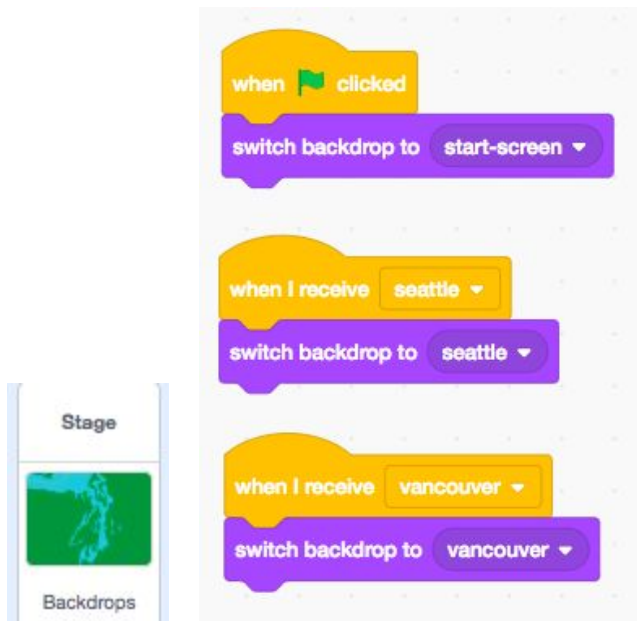 when clicked
switch backdrop to start-screen
when I receive seattle
switch backdrop to seattle
Stage
when I receive vancouver
switch backdrop to vancouver
Backdrops